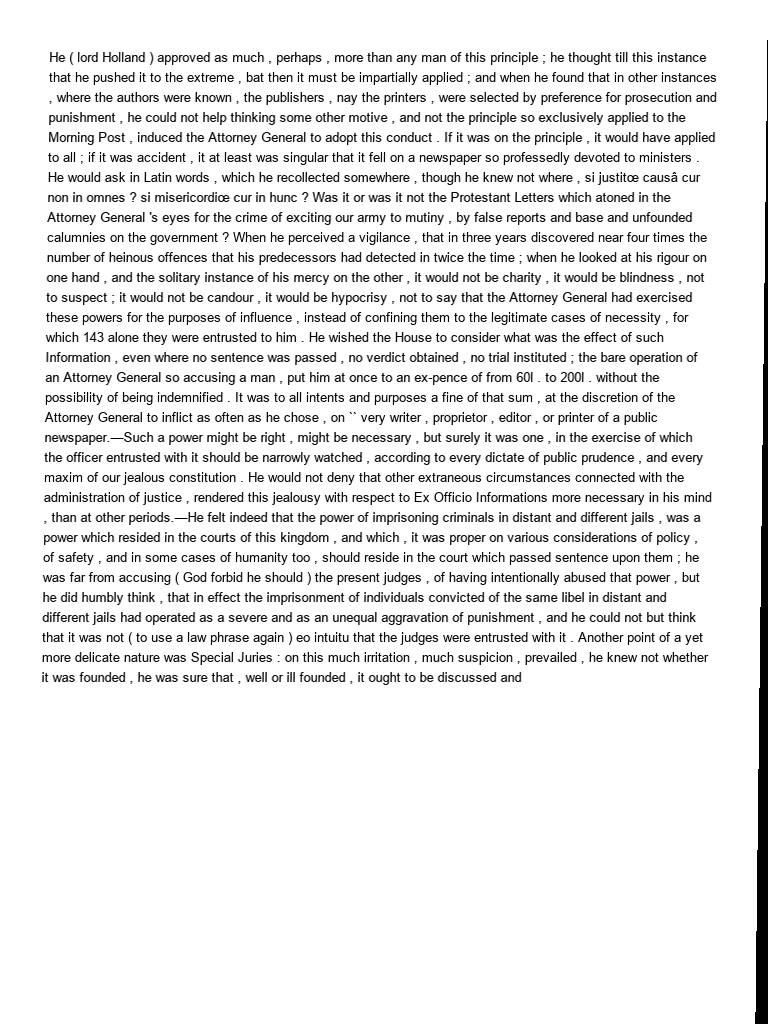 He ( lord Holland ) approved as much , perhaps , more than any man of this principle ; he thought till this instance
that he pushed it to the extreme , bat then it must be impartially applied ; and when he found that in other instances
, where the authors were known , the publishers , nay the printers , were selected by preference for prosecution and
punishment , he could not help thinking some other motive , and not the principle so exclusively applied to the
Morning Post , induced the Attorney General to adopt this conduct . If it was on the principle , it would have applied
to all ; if it was accident , it at least was singular that it fell on a newspaper so professedly devoted to ministers .
He would ask in Latin words , which he recollected somewhere , though he knew not where , si justitœ causâ cur
non in omnes ? si misericordiœ cur in hunc ? Was it or was it not the Protestant Letters which atoned in the
Attorney General 's eyes for the crime of exciting our army to mutiny , by false reports and base and unfounded
calumnies on the government ? When he perceived a vigilance , that in three years discovered near four times the
number of heinous offences that his predecessors had detected in twice the time ; when he looked at his rigour on
one hand , and the solitary instance of his mercy on the other , it would not be charity , it would be blindness , not
to suspect ; it would not be candour , it would be hypocrisy , not to say that the Attorney General had exercised
these powers for the purposes of influence , instead of confining them to the legitimate cases of necessity , for
which 143 alone they were entrusted to him . He wished the House to consider what was the effect of such
Information , even where no sentence was passed , no verdict obtained , no trial instituted ; the bare operation of
an Attorney General so accusing a man , put him at once to an ex-pence of from 60l . to 200l . without the
possibility of being indemnified . It was to all intents and purposes a fine of that sum , at the discretion of the
Attorney General to inflict as often as he chose , on `` very writer , proprietor , editor , or printer of a public
newspaper.—Such a power might be right , might be necessary , but surely it was one , in the exercise of which
the officer entrusted with it should be narrowly watched , according to every dictate of public prudence , and every
maxim of our jealous constitution . He would not deny that other extraneous circumstances connected with the
administration of justice , rendered this jealousy with respect to Ex Officio Informations more necessary in his mind
, than at other periods.—He felt indeed that the power of imprisoning criminals in distant and different jails , was a
power which resided in the courts of this kingdom , and which , it was proper on various considerations of policy ,
of safety , and in some cases of humanity too , should reside in the court which passed sentence upon them ; he
was far from accusing ( God forbid he should ) the present judges , of having intentionally abused that power , but
he did humbly think , that in effect the imprisonment of individuals convicted of the same libel in distant and
different jails had operated as a severe and as an unequal aggravation of punishment , and he could not but think
that it was not ( to use a law phrase again ) eo intuitu that the judges were entrusted with it . Another point of a yet
more delicate nature was Special Juries : on this much irritation , much suspicion , prevailed , he knew not whether
it was founded , he was sure that , well or ill founded , it ought to be discussed and